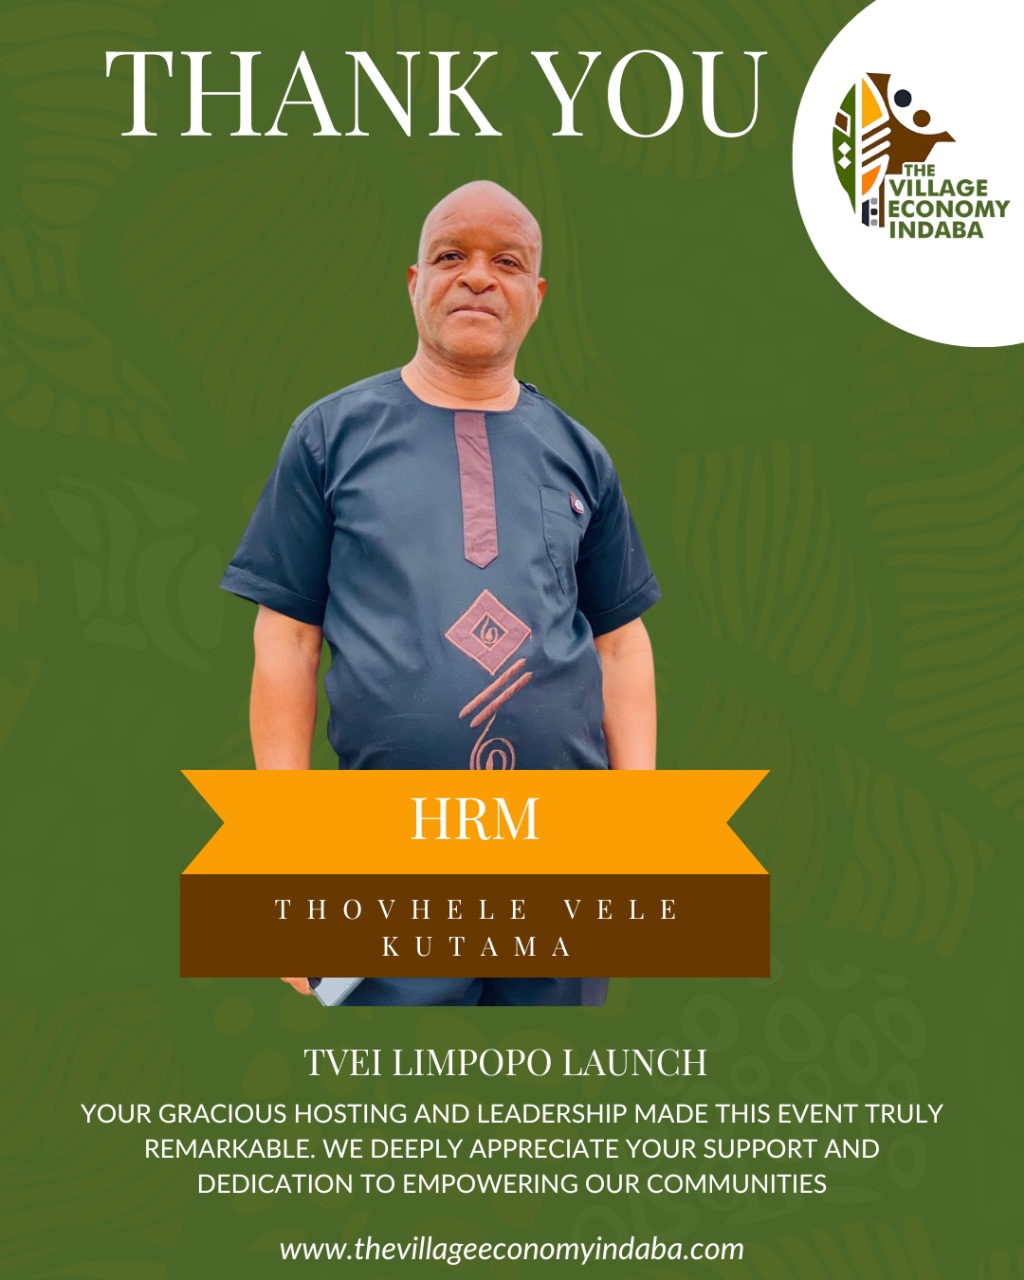 THANK YOU
THE
VILLAGE
ECONOMY
INDABA
HRM
THOVHELE VELE
KUTAMA
TVEI LIMPOPO LAUNCH
YOUR GRACIOUS HOSTING AND LEADERSHIP MADE THIS EVENT TRULY
REMARKABLE. WE DEEPLY APPRECIATE YOUR SUPPORT AND
DEDICATION TO EMPOWERING OUR COMMUNITIES
www.thevillageeconomyindaba.com